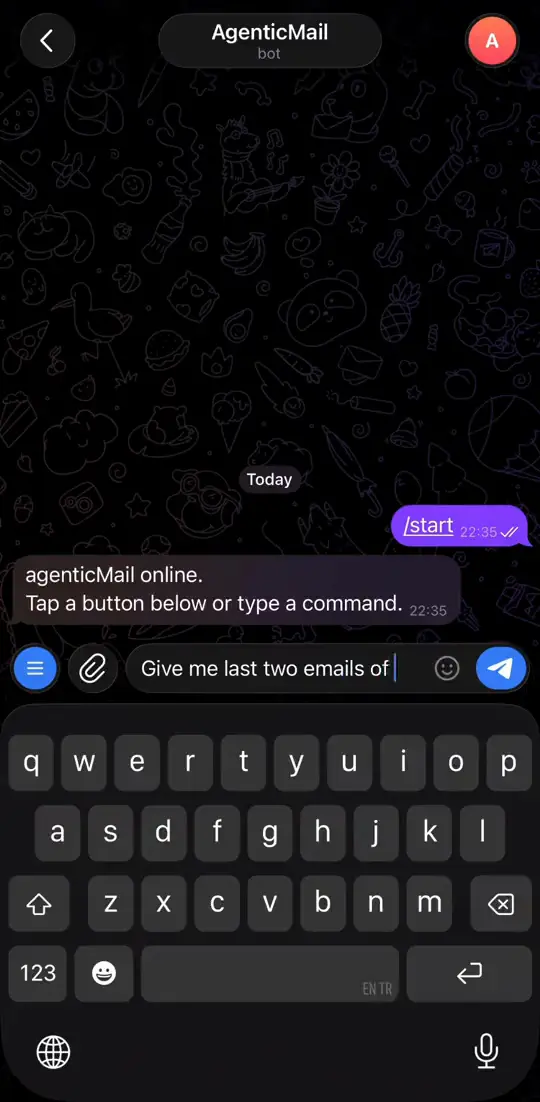 AgenticMail
bot
A
Today
/start 22:35
agenticMail online.
Tap a button below or type a command. 22:35
Give me last two emails of
q w e r t y u i o p
a s d f g h j k l
z x c v b n m
123
EN TR